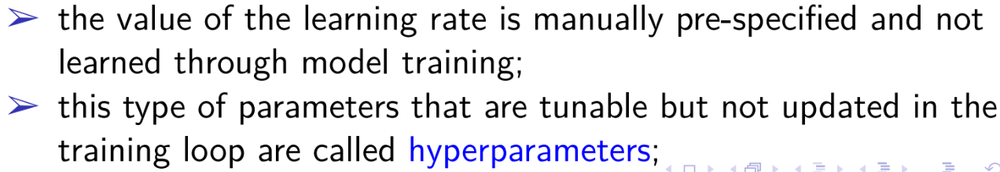 ➢ the value of the learning rate is manually pre-specified and not
learned through model training;
➢ this type of parameters that are tunable but not updated in the
training loop are called hyperparameters;